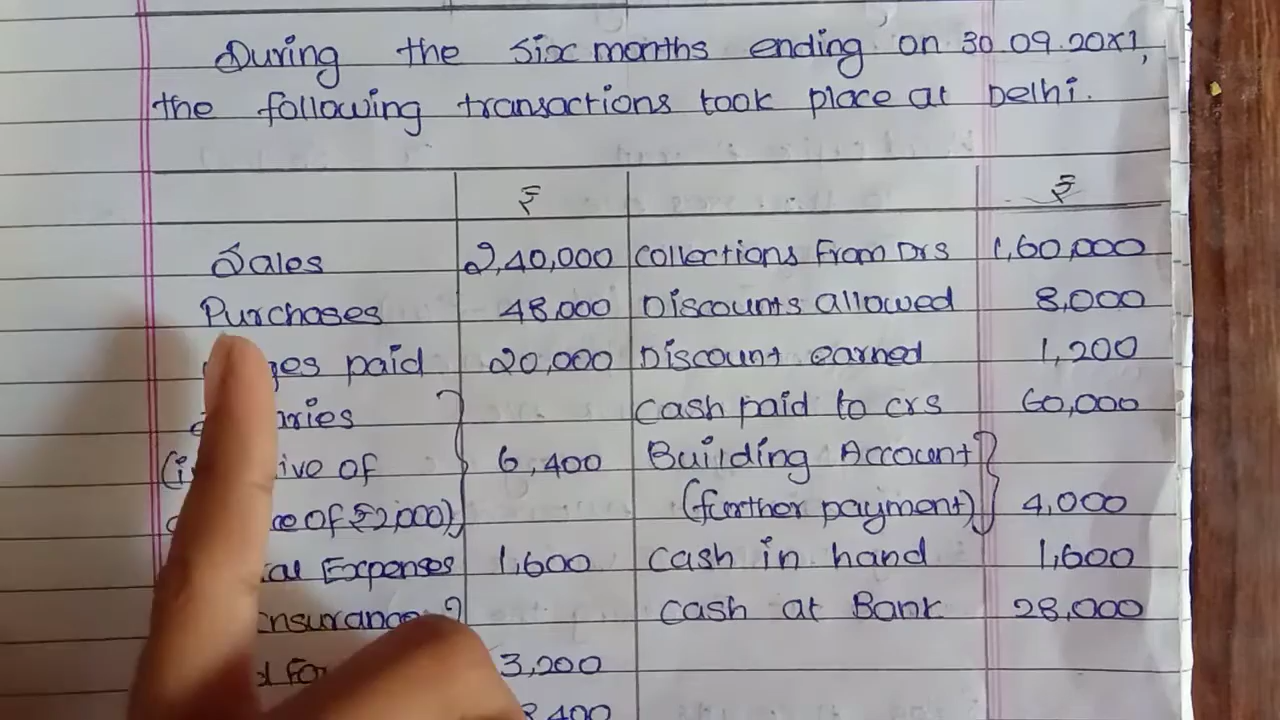 During the six months ending on 30 09.20X1,
the following transactions took place at Delhi.
₹ ₹
Sales 2,40,000 Collections from Drs 1,60,000
Purchases 48,000 Discounts allowed 8,000
paid 20,000 Discount earned 1,200
Cash paid to crs 60,000
of 6,400 Building Account
of ₹2,000) (further payment) 4,000
Expenses 1,600 Cash in hand 1,600
Cash at Bank 28,000
3,200